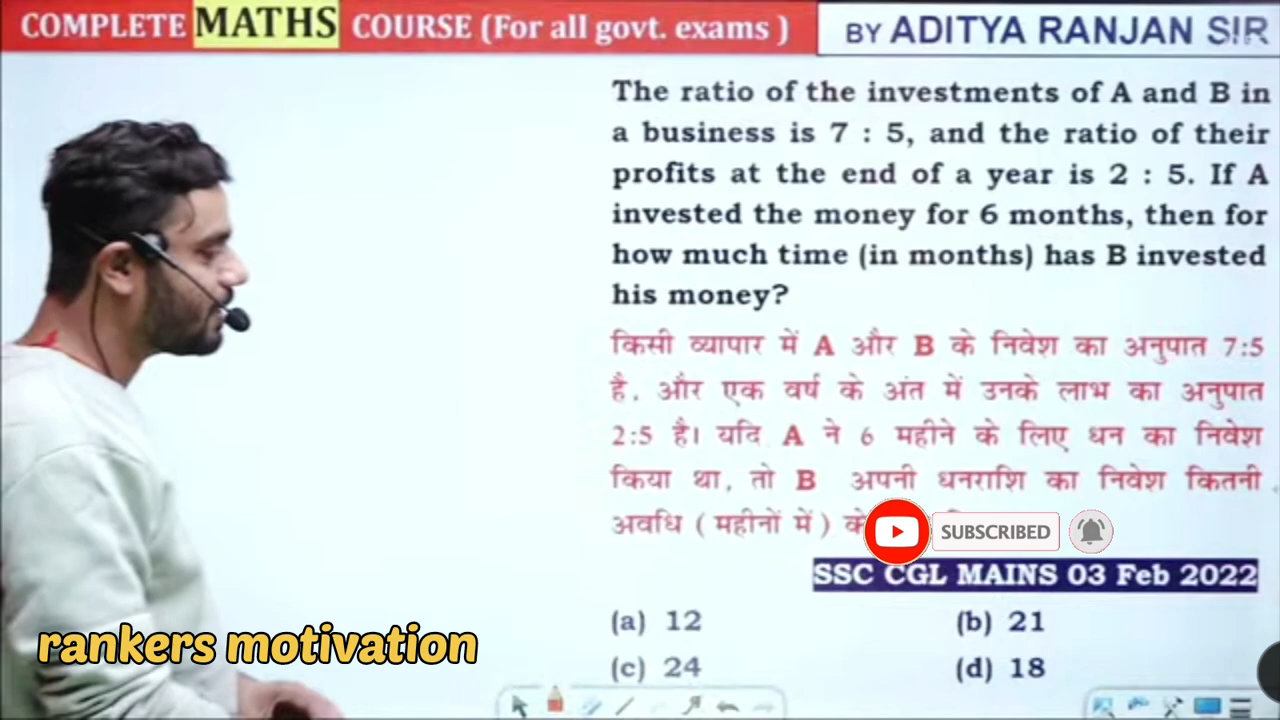 COMPLETE MATHS COURSE (For all govt. exams )
BY ADITYA RANJAN SIR
The ratio of the investments of A and B in
a business is 7 : 5, and the ratio of their
profits at the end of a year is 2 : 5. If A
invested the money for 6 months, then for
how much time (in months) has B invested
his money?
किसी व्यापार में A और B के निवेश का अनुपात 7:5
है, और एक वर्ष के अंत में उनके लाभ का अनुपात
2:5 है। यदि A ने 6 महीने के लिए धन का निवेश
किया था, तो B अपनी धनराशि का निवेश कितनी
अवधि ( महीनों में ) के
SUBSCRIBED
SSC CGL MAINS 03 Feb 2022
(a) 12 (b) 21
(c) 24 (d) 18
rankers motivation